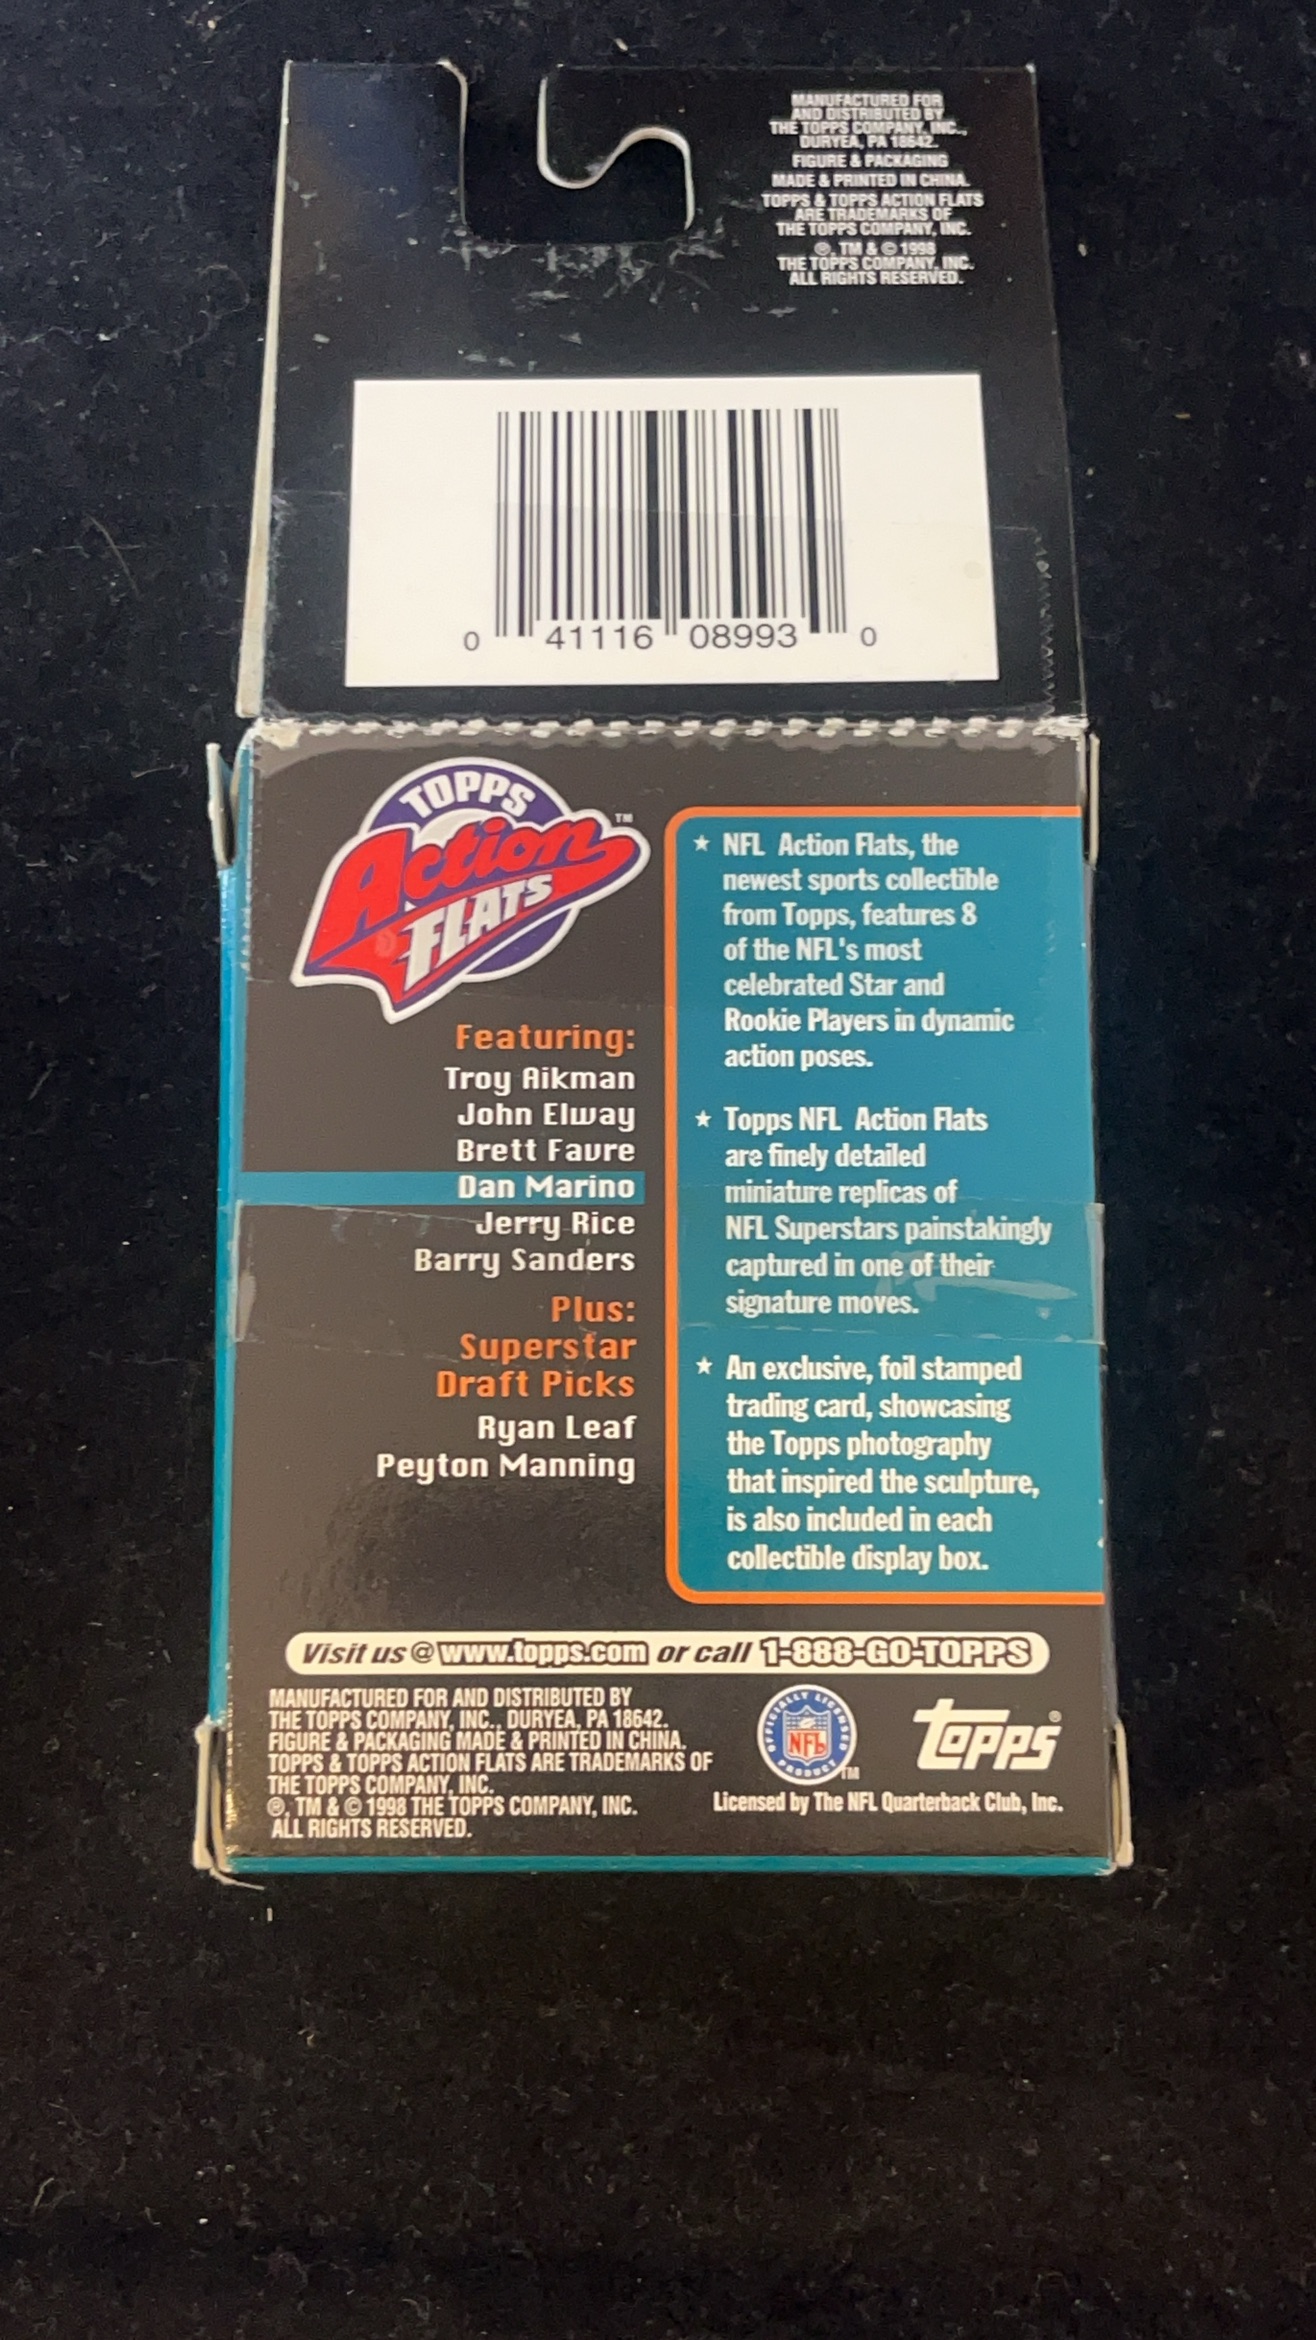 MANUFACTURED FOR
AND DISTRIBUTED BY
THE TOPPS COMPANY, INC.,
DURYEA, PA 18642.
FIGURE & PACKAGING
MADE & PRINTED IN CHINA.
TOPPS & TOPPS ACTION FLATS
ARE TRADEMARKS OF
THE TOPPS COMPANY, INC.
®, TM & © 1998
THE TOPPS COMPANY, INC.
ALL RIGHTS RESERVED.
0 41116 08993 0
TOPPS
Action™
FLATS
Featuring:
Troy Aikman
John Elway
Brett Favre
Dan Marino
Jerry Rice
Barry Sanders
Plus:
Superstar
Draft Picks
Ryan Leaf
Peyton Manning
★ NFL Action Flats, the
newest sports collectible
from Topps, features 8
of the NFL's most
celebrated Star and
Rookie Players in dynamic
action poses.
★ Topps NFL Action Flats
are finely detailed
miniature replicas of
NFL Superstars painstakingly
captured in one of their
signature moves.
★ An exclusive, foil stamped
trading card, showcasing
the Topps photography
that inspired the sculpture,
is also included in each
collectible display box.
Visit us @ www.topps.com or call 1-888-GO-TOPPS
MANUFACTURED FOR AND DISTRIBUTED BY
THE TOPPS COMPANY, INC., DURYEA, PA 18642.
FIGURE & PACKAGING MADE & PRINTED IN CHINA.
TOPPS & TOPPS ACTION FLATS ARE TRADEMARKS OF
THE TOPPS COMPANY, INC.
®, TM & © 1998 THE TOPPS COMPANY, INC.
ALL RIGHTS RESERVED.
OFFICIALLY LICENSED
NFL
PRODUCT
TM
Topps®
Licensed by The NFL Quarterback Club, Inc.